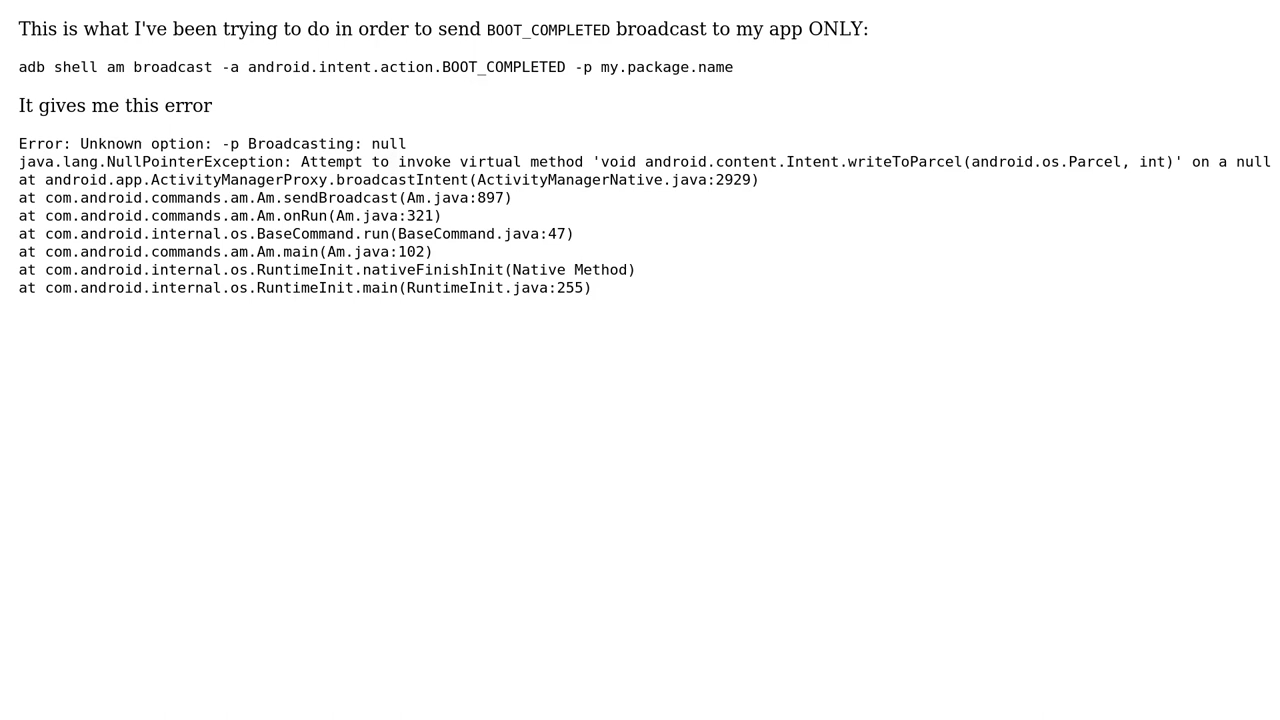 This is what I've been trying to do in order to send BOOT_COMPLETED broadcast to my app ONLY:
adb shell am broadcast -a android.intent.action.BOOT_COMPLETED -p my.package.name
It gives me this error
Error: Unknown option: -p Broadcasting: null
java.lang.NullPointerException: Attempt to invoke virtual method 'void android.content.Intent.writeToParcel(android.os.Parcel, int)' on a null
at android.app.ActivityManagerProxy.broadcastIntent(ActivityManagerNative.java:2929)
at com.android.commands.am.Am.sendBroadcast(Am.java:897)
at com.android.commands.am.Am.onRun(Am.java:321)
at com.android.internal.os.BaseCommand.run(BaseCommand.java:47)
at com.android.commands.am.Am.main(Am.java:102)
at com.android.internal.os.RuntimeInit.nativeFinishInit(Native Method)
at com.android.internal.os.RuntimeInit.main(RuntimeInit.java:255)